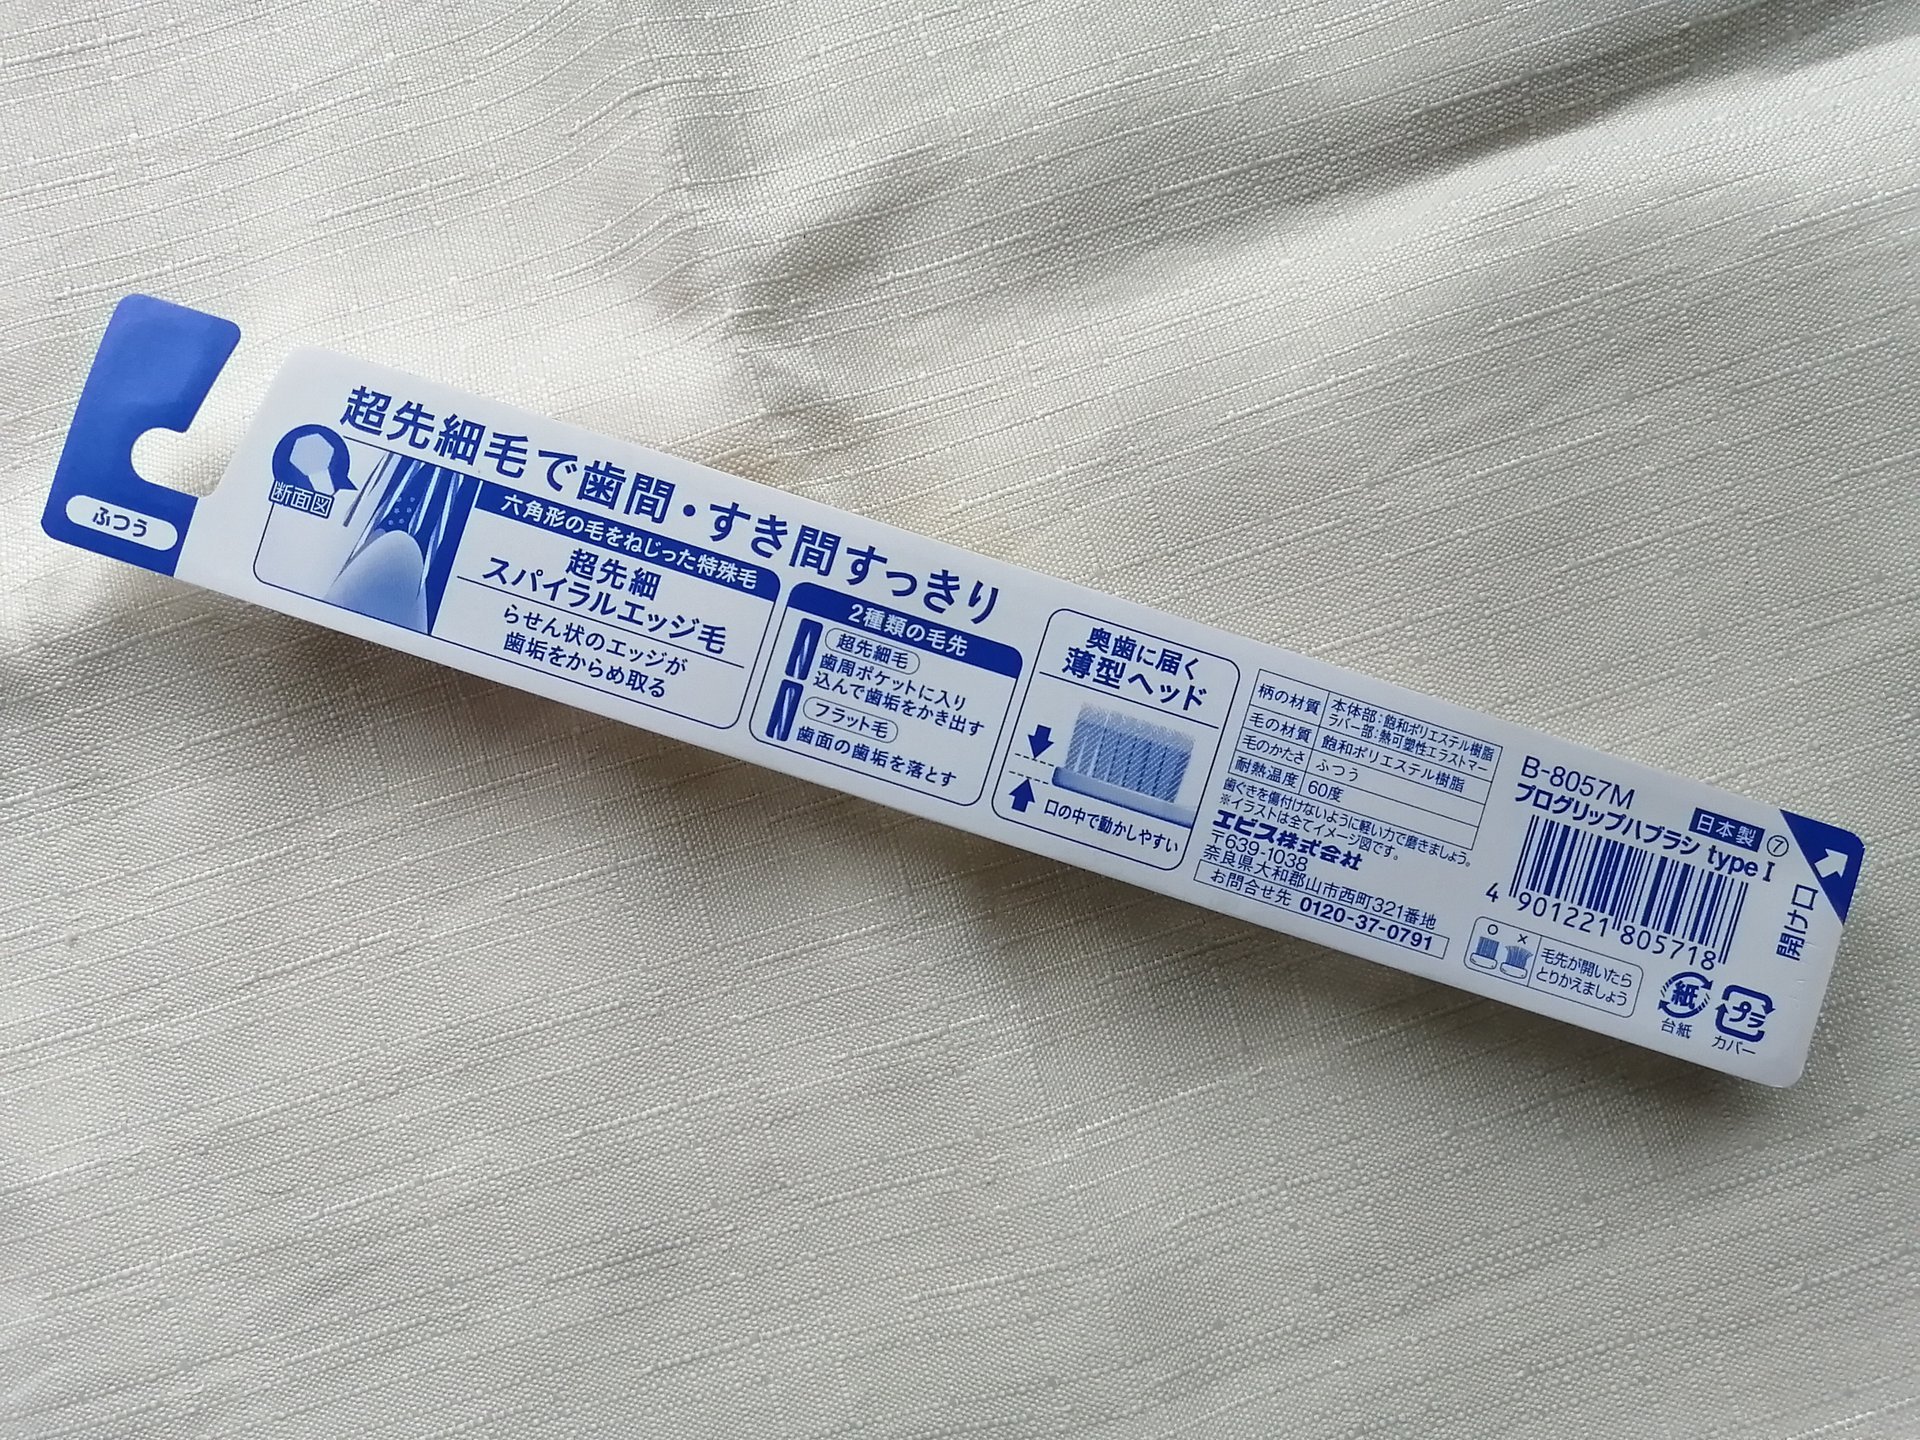 ふつう
超先細毛で歯間・すき間すっきり
断面図
六角形の毛をねじった特殊毛
超先細
スパイラルエッジ毛
らせん状のエッジが
歯垢をからめ取る
2種類の毛先
超先細毛
歯周ポケットに入り
込んで歯垢をかき出す
フラット毛
歯面の歯垢を落とす
奥歯に届く
薄型ヘッド
口の中で動かしやすい
柄の材質 本体部:飽和ポリエステル樹脂
ラバー部:熱可塑性エラストマー
毛の材質 飽和ポリエステル樹脂
毛のかたさ ふつう
耐熱温度 60度
歯ぐきを傷付けないように軽い力で磨きましょう。
※イラストは全てイメージ図です。
エビス株式会社
〒639-1038
奈良県大和郡山市西町321番地
お問合せ先 0120-37-0791
B-8057M
日本製 ⑦
プログリップハブラシ type I
4 901221 805718
○ ×
毛先が開いたら
とりかえましょう
紙
台紙
プラ
カバー
開け口